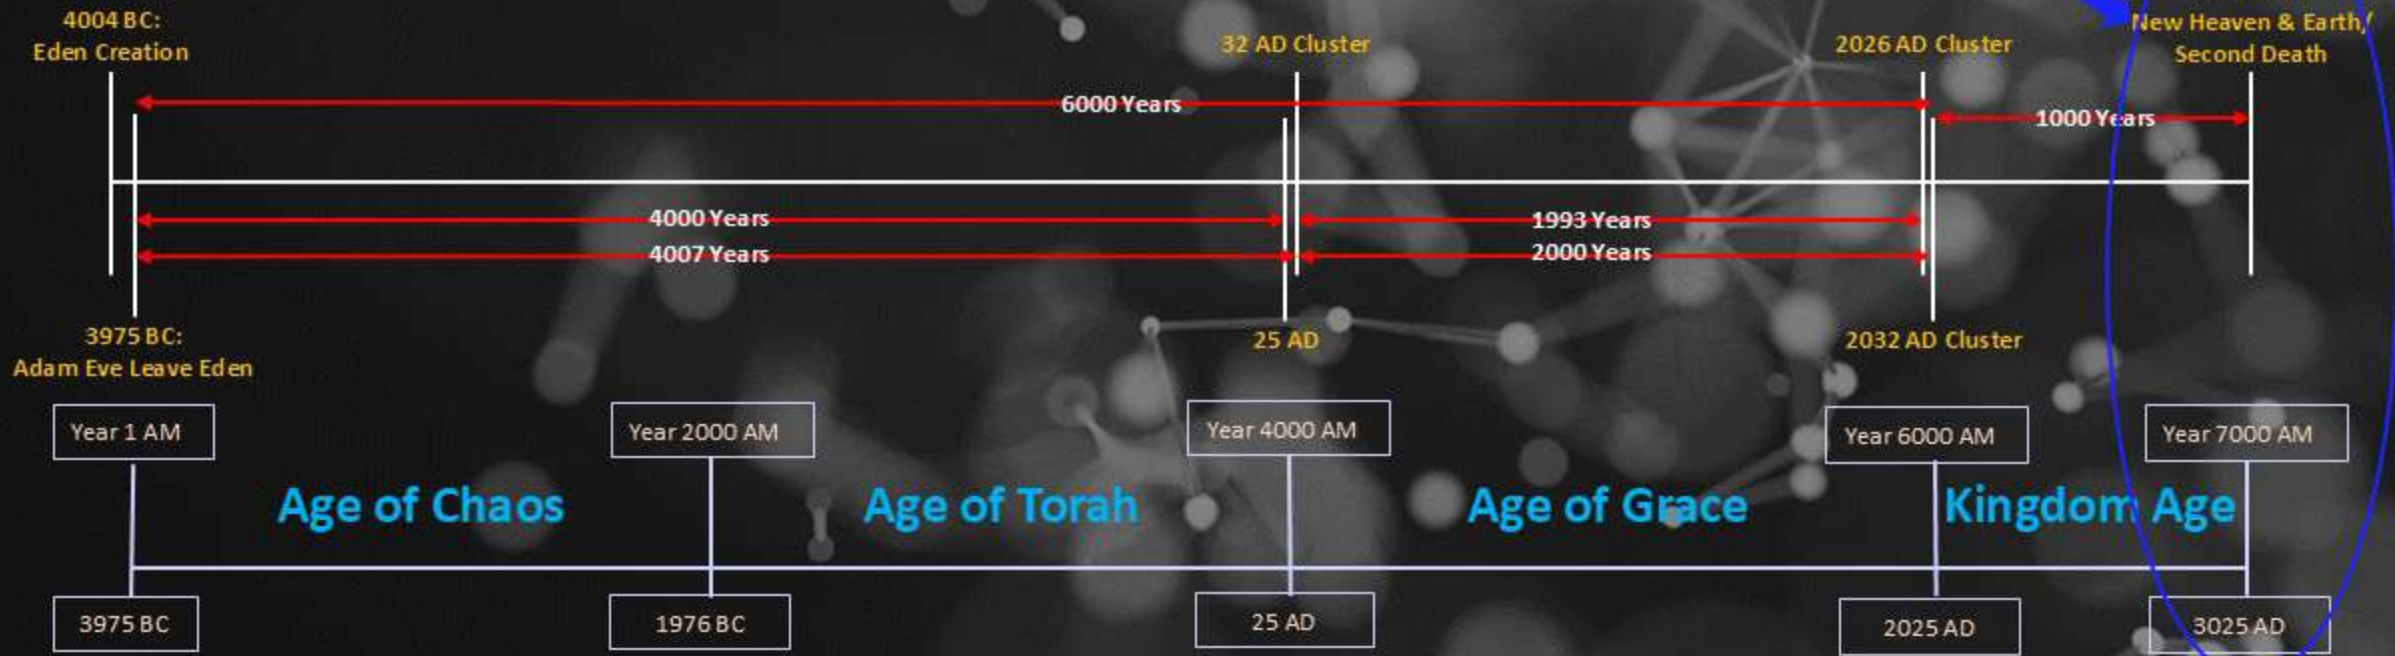 4004 BC:
Eden Creation
32 AD Cluster
2026 AD Cluster
New Heaven & Earth/
Second Death
6000 Years
1000 Years
4000 Years
1993 Years
4007 Years
2000 Years
3975 BC:
Adam Eve Leave Eden
25 AD
2032 AD Cluster
Year 1 AM
Year 2000 AM
Year 4000 AM
Year 6000 AM
Year 7000 AM
Age of Chaos
Age of Torah
Age of Grace
Kingdom Age
3975 BC
1976 BC
25 AD
2025 AD
3025 AD